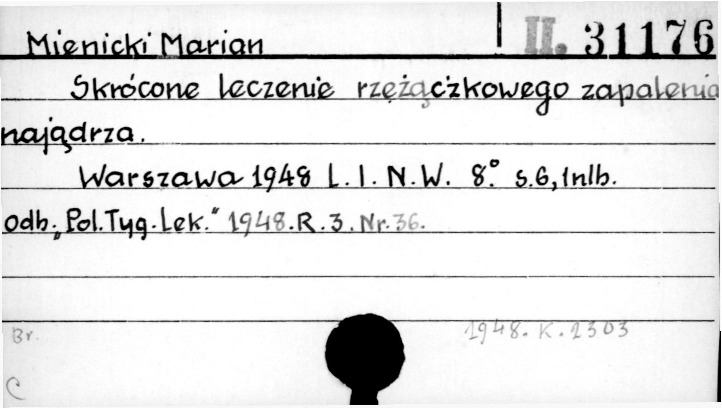 Mienicki Marian II. 31176
Skrócone leczenie rzężączkowego zapalenia
najądrza.
Warszawa 1948 L.I.N.W. 8.° s.6, 1nlb.
odb. „Pol.Tyg.Lek." 1948.R.3.Nr.36.
Br. 1948.K.2303
C